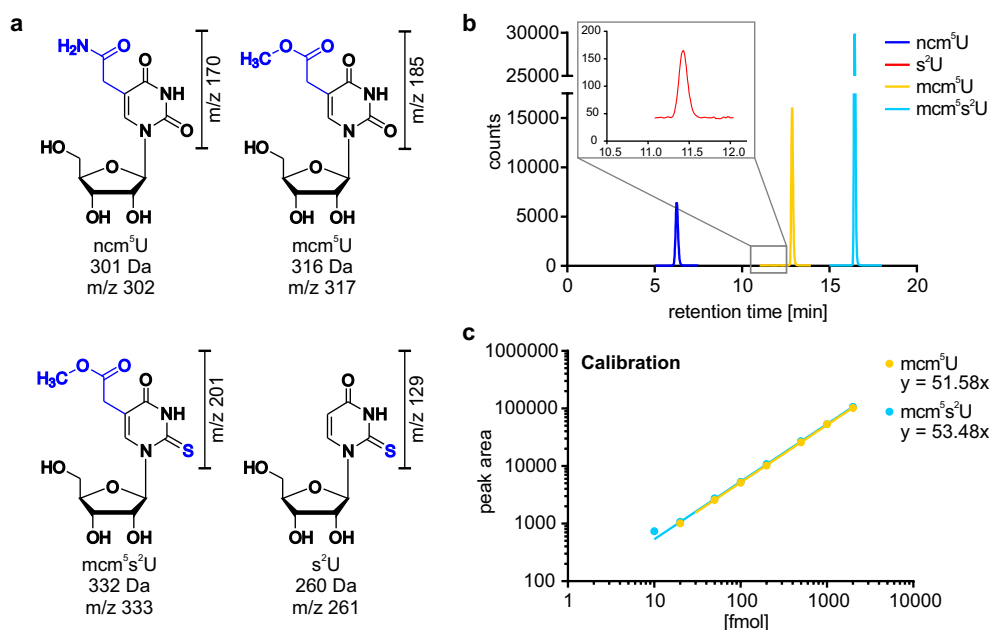 a
H₂N O
O
NH
N O
HO
O
OH OH
m/z 170
ncm⁵U
301 Da
m/z 302
O O
H₃C
O
NH
N O
HO
O
OH OH
m/z 185
mcm⁵U
316 Da
m/z 317
O O
H₃C
O
NH
N S
HO
O
OH OH
m/z 201
mcm⁵s²U
332 Da
m/z 333
O
NH
N S
HO
O
OH OH
m/z 129
s²U
260 Da
m/z 261
b
counts
30000
25000
15000
10000
5000
0
0 5 10 15 20
retention time [min]
200
150
100
50
0
10.5 11.0 11.5 12.0
ncm⁵U
s²U
mcm⁵U
mcm⁵s²U
c
Calibration
peak area
1000000
100000
10000
1000
100
1 10 100 1000 10000
[fmol]
mcm⁵U
y = 51.58x
mcm⁵s²U
y = 53.48x